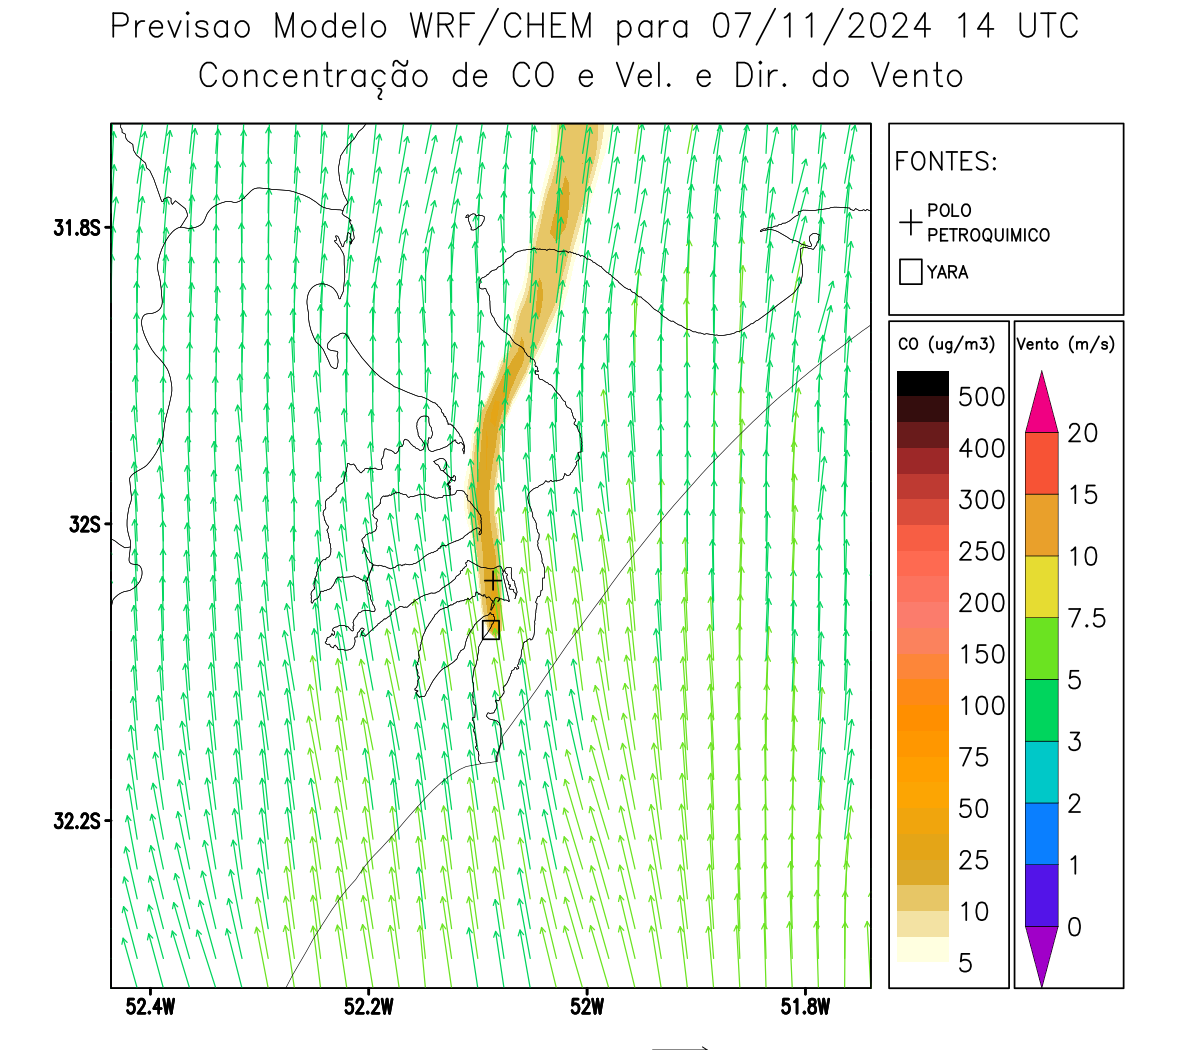 Previsao Modelo WRF/CHEM para 07/11/2024 14 UTC
Concentração de CO e Vel. e Dir. do Vento
FONTES:
POLO
PETROQUIMICO
YARA
CO (ug/m3)
500
400
300
250
200
150
100
75
50
25
10
5
Vento (m/s)
20
15
10
7.5
5
3
2
1
0
31.8S
32S
32.2S
52.4W
52.2W
52W
51.8W